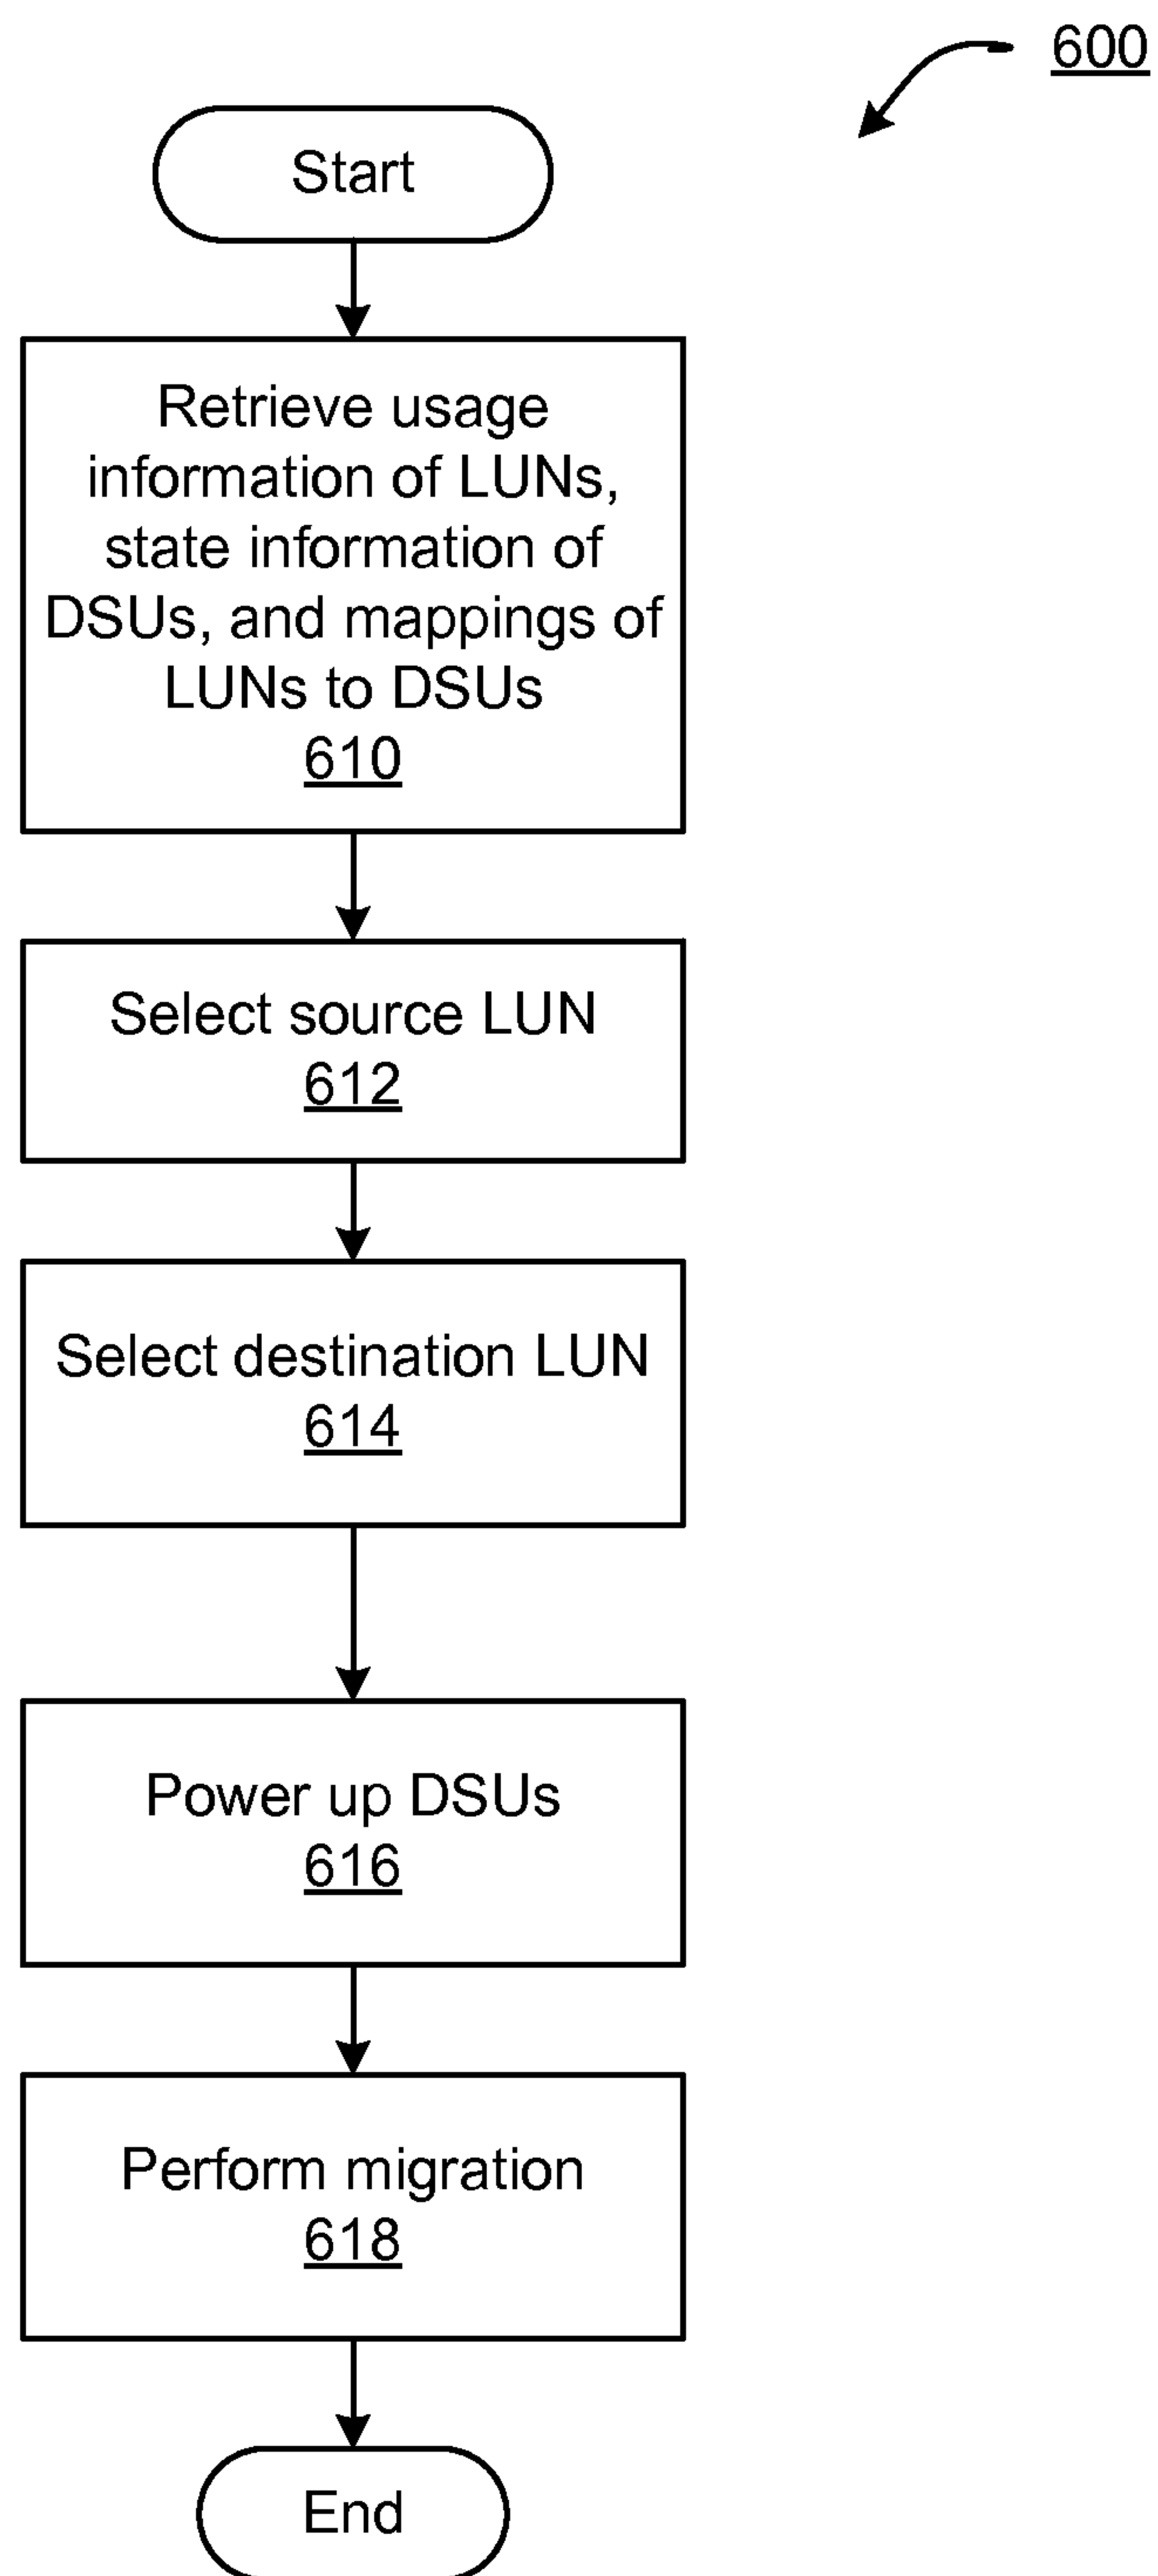 600
Start
Retrieve usage
information of LUNs,
state information of
DSUs, and mappings of
LUNs to DSUs
610
Select source LUN
612
Select destination LUN
614
Power up DSUs
616
Perform migration
618
End